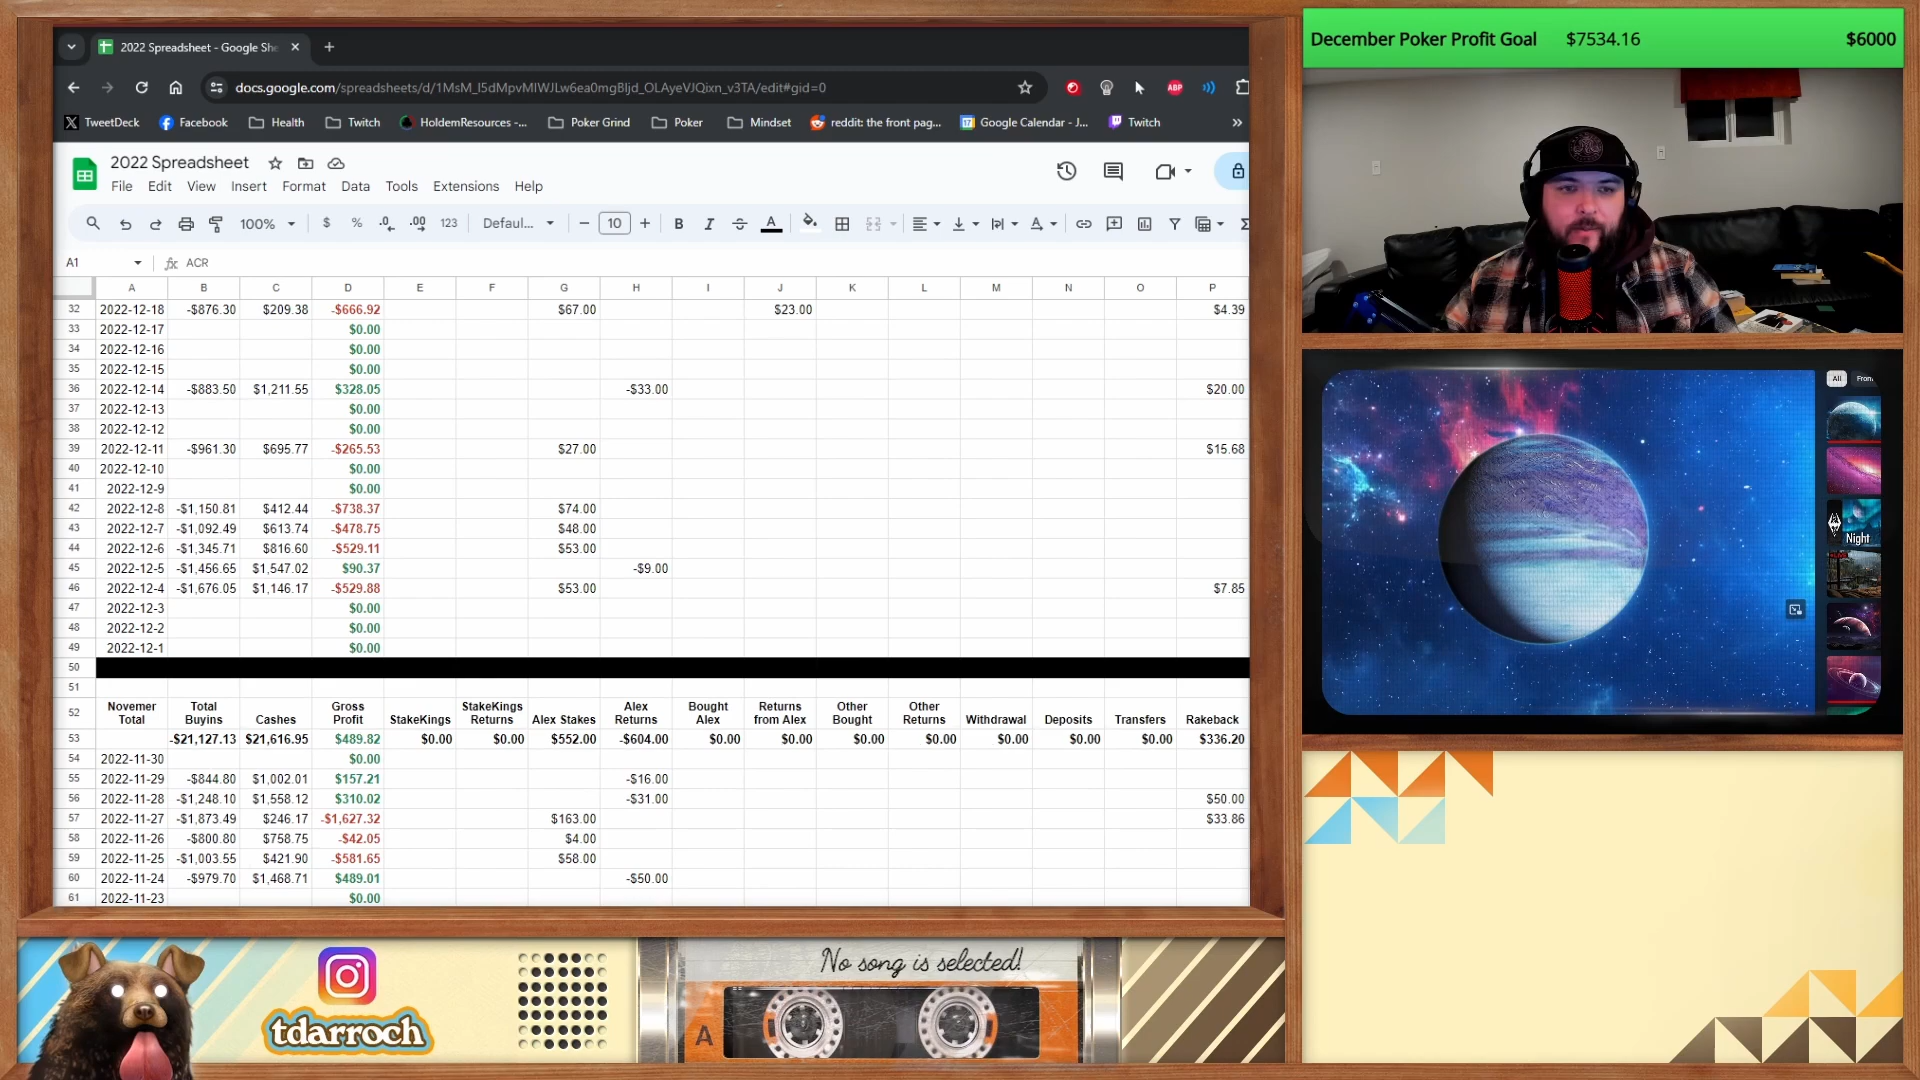 2022 Spreadsheet - Google She
docs.google.com/spreadsheets/d/1MsM_l5dMpvMIWJLw6ea0mgBljd_OLAyeVJQixn_v3TA/edit#gid=0
ABP
TweetDeck Facebook Health Twitch HoldemResources -... Poker Grind Poker Mindset reddit: the front pag... Google Calendar - J... Twitch »
2022 Spreadsheet
File Edit View Insert Format Data Tools Extensions Help
100% $ % .0 .00 123 Defaul... 10 B I A
A1 fx ACR
A B C D E F G H I J K L M N O P
32 2022-12-18 -$876.30 $209.38 -$666.92 $67.00 $23.00 $4.39
33 2022-12-17 $0.00
34 2022-12-16 $0.00
35 2022-12-15 $0.00
36 2022-12-14 -$883.50 $1,211.55 $328.05 -$33.00 $20.00
37 2022-12-13 $0.00
38 2022-12-12 $0.00
39 2022-12-11 -$961.30 $695.77 -$265.53 $27.00 $15.68
40 2022-12-10 $0.00
41 2022-12-9 $0.00
42 2022-12-8 -$1,150.81 $412.44 -$738.37 $74.00
43 2022-12-7 -$1,092.49 $613.74 -$478.75 $48.00
44 2022-12-6 -$1,345.71 $816.60 -$529.11 $53.00
45 2022-12-5 -$1,456.65 $1,547.02 $90.37 -$9.00
46 2022-12-4 -$1,676.05 $1,146.17 -$529.88 $53.00 $7.85
47 2022-12-3 $0.00
48 2022-12-2 $0.00
49 2022-12-1 $0.00
50
51
52 Novemer Total Total Buyins Cashes Gross Profit StakeKings StakeKings Returns Alex Stakes Alex Returns Bought Alex Returns from Alex Other Bought Other Returns Withdrawal Deposits Transfers Rakeback
53 -$21,127.13 $21,616.95 $489.82 $0.00 $0.00 $552.00 -$604.00 $0.00 $0.00 $0.00 $0.00 $0.00 $0.00 $0.00 $336.20
54 2022-11-30 $0.00
55 2022-11-29 -$844.80 $1,002.01 $157.21 -$16.00
56 2022-11-28 -$1,248.10 $1,558.12 $310.02 -$31.00 $50.00
57 2022-11-27 -$1,873.49 $246.17 -$1,627.32 $163.00 $33.86
58 2022-11-26 -$800.80 $758.75 -$42.05 $4.00
59 2022-11-25 -$1,003.55 $421.90 -$581.65 $58.00
60 2022-11-24 -$979.70 $1,468.71 $489.01 -$50.00
61 2022-11-23 $0.00
December Poker Profit Goal $7534.16 $6000
All From
Night
tdarroch
No song is selected!
A